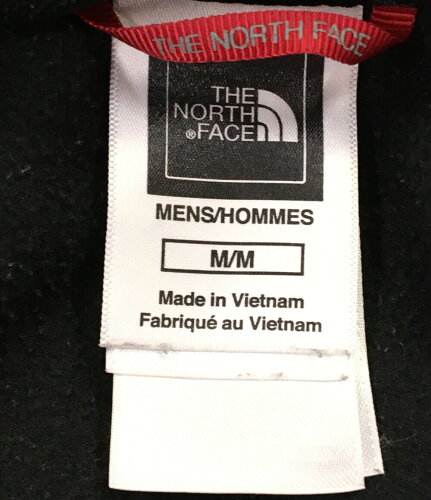 THE NORTH FACE
THE
NORTH
®FACE
MENS/HOMMES
M/M
Made in Vietnam
Fabriqué au Vietnam